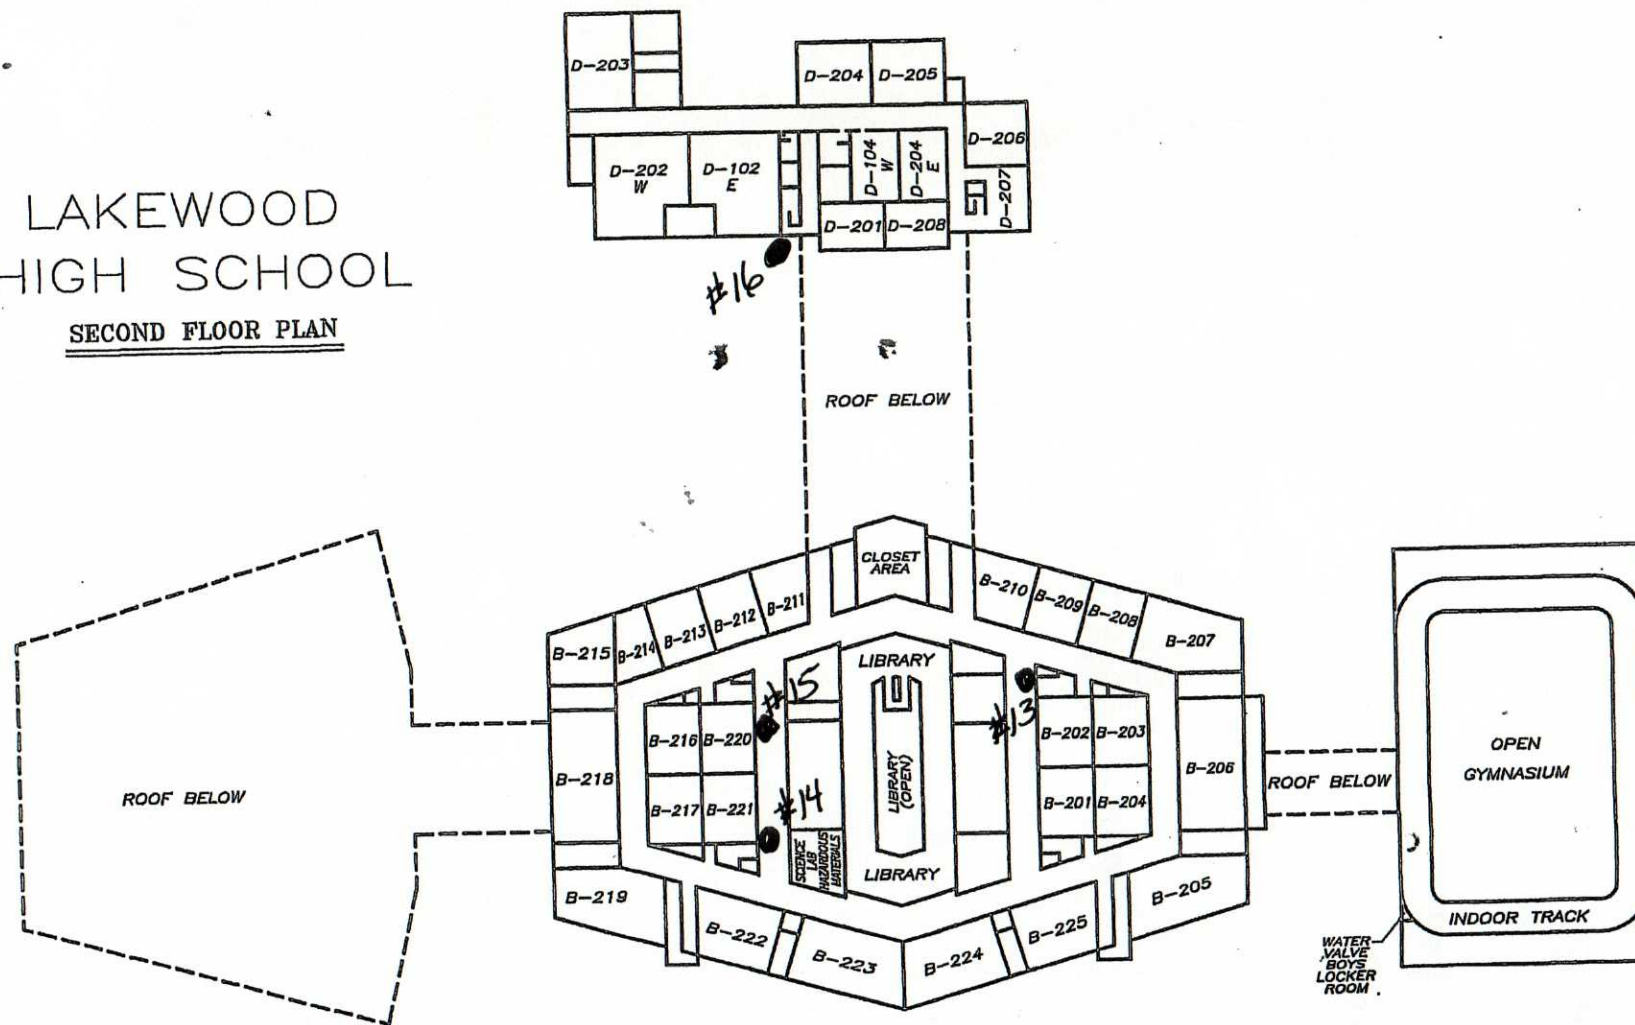 LAKEWOOD
HIGH SCHOOL
SECOND FLOOR PLAN
D-203
D-204
D-205
D-206
D-202
W
D-102
E
D-104
W
D-204
E
D-207
D-201
D-208
#16
ROOF BELOW
CLOSET
AREA
B-210
B-209
B-208
B-207
B-211
B-212
B-213
B-214
B-215
LIBRARY
#15
#13
B-216
B-220
B-202
B-203
B-218
B-206
LIBRARY
(OPEN)
B-217
B-221
#14
B-201
B-204
SCIENCE
LAB
HAZARDOUS
MATERIALS
LIBRARY
ROOF BELOW
ROOF BELOW
OPEN
GYMNASIUM
B-219
B-222
B-223
B-224
B-225
B-205
INDOOR TRACK
WATER
VALVE
BOYS
LOCKER
ROOM